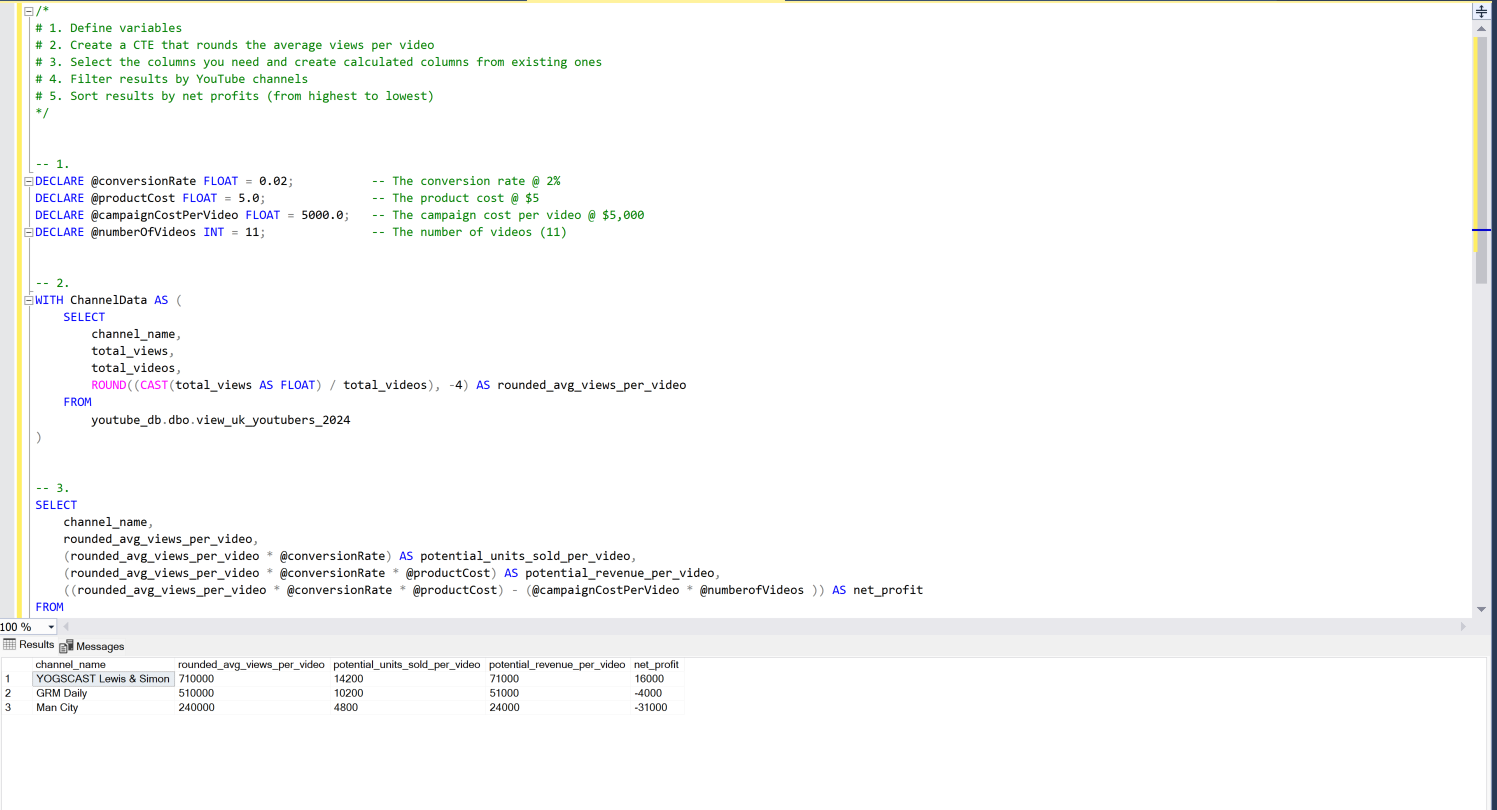 /*
# 1. Define variables
# 2. Create a CTE that rounds the average views per video
# 3. Select the columns you need and create calculated columns from existing ones
# 4. Filter results by YouTube channels
# 5. Sort results by net profits (from highest to lowest)
*/
-- 1.
DECLARE @conversionRate FLOAT = 0.02; -- The conversion rate @ 2%
DECLARE @productCost FLOAT = 5.0; -- The product cost @ $5
DECLARE @campaignCostPerVideo FLOAT = 5000.0; -- The campaign cost per video @ $5,000
DECLARE @numberOfVideos INT = 11; -- The number of videos (11)
-- 2.
WITH ChannelData AS (
SELECT
channel_name,
total_views,
total_videos,
ROUND((CAST(total_views AS FLOAT) / total_videos), -4) AS rounded_avg_views_per_video
FROM
youtube_db.dbo.view_uk_youtubers_2024
)
-- 3.
SELECT
channel_name,
rounded_avg_views_per_video,
(rounded_avg_views_per_video * @conversionRate) AS potential_units_sold_per_video,
(rounded_avg_views_per_video * @conversionRate * @productCost) AS potential_revenue_per_video,
((rounded_avg_views_per_video * @conversionRate * @productCost) - (@campaignCostPerVideo * @numberofVideos )) AS net_profit
FROM
100 %
Results Messages
channel_name rounded_avg_views_per_video potential_units_sold_per_video potential_revenue_per_video net_profit
1 YOGSCAST Lewis & Simon 710000 14200 71000 16000
2 GRM Daily 510000 10200 51000 -4000
3 Man City 240000 4800 24000 -31000